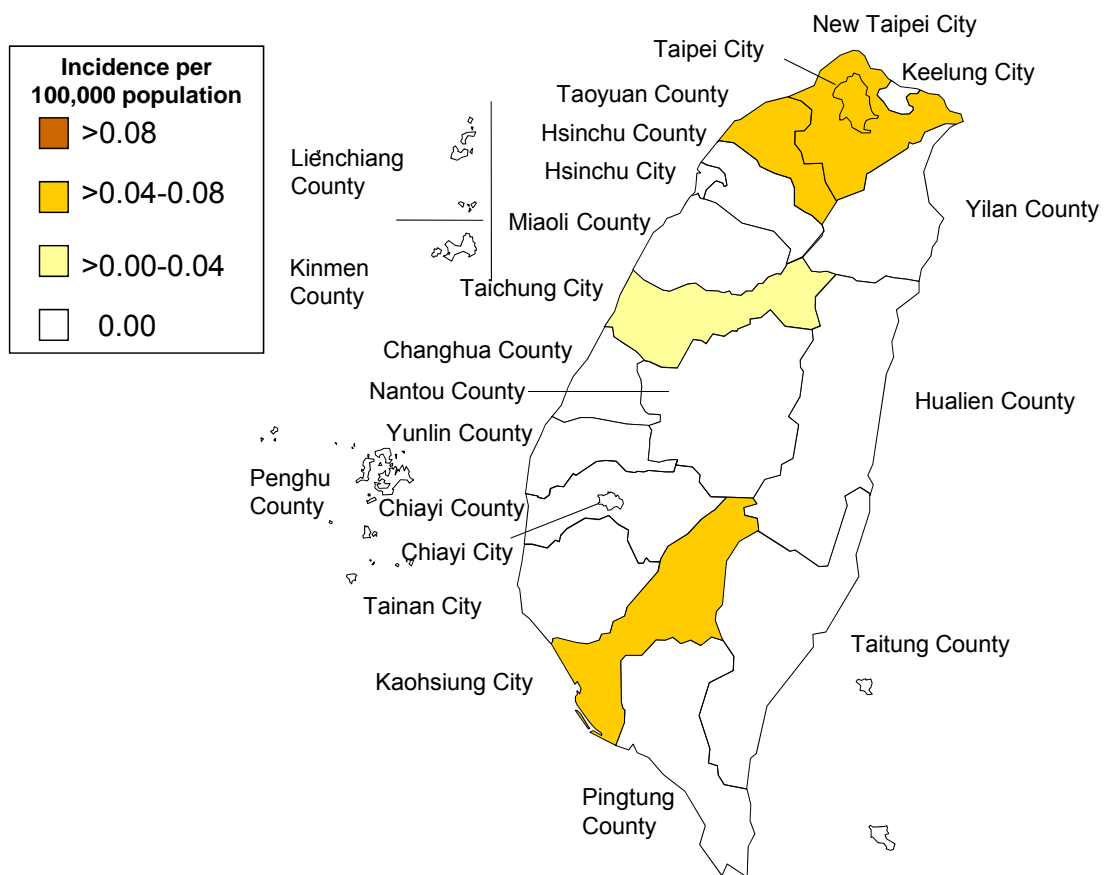 Incidence per
100,000 population
>0.08
>0.04-0.08
>0.00-0.04
0.00
New Taipei City
Taipei City
Keelung City
Taoyuan County
Hsinchu County
Hsinchu City
Lienchiang
County
Miaoli County
Yilan County
Kinmen
County
Taichung City
Changhua County
Nantou County
Hualien County
Yunlin County
Penghu
County
Chiayi County
Chiayi City
Tainan City
Taitung County
Kaohsiung City
Pingtung
County